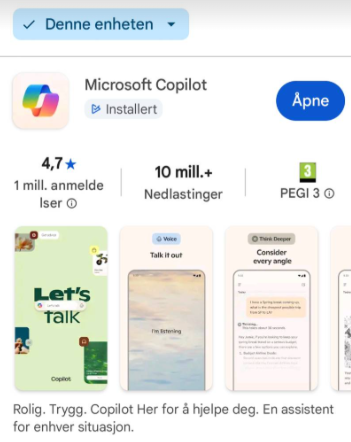 Denne enheten
Microsoft Copilot
Installert
Åpne
4,7★
1 mill. anmelde
lser
10 mill.+
Nedlastinger
3
PEGI 3
Let's
talk
Copilot
Voice
Talk it out
I'm listening
Think Deeper
Consider
every angle
Rolig. Trygg. Copilot Her for å hjelpe deg. En assistent
for enhver situasjon.